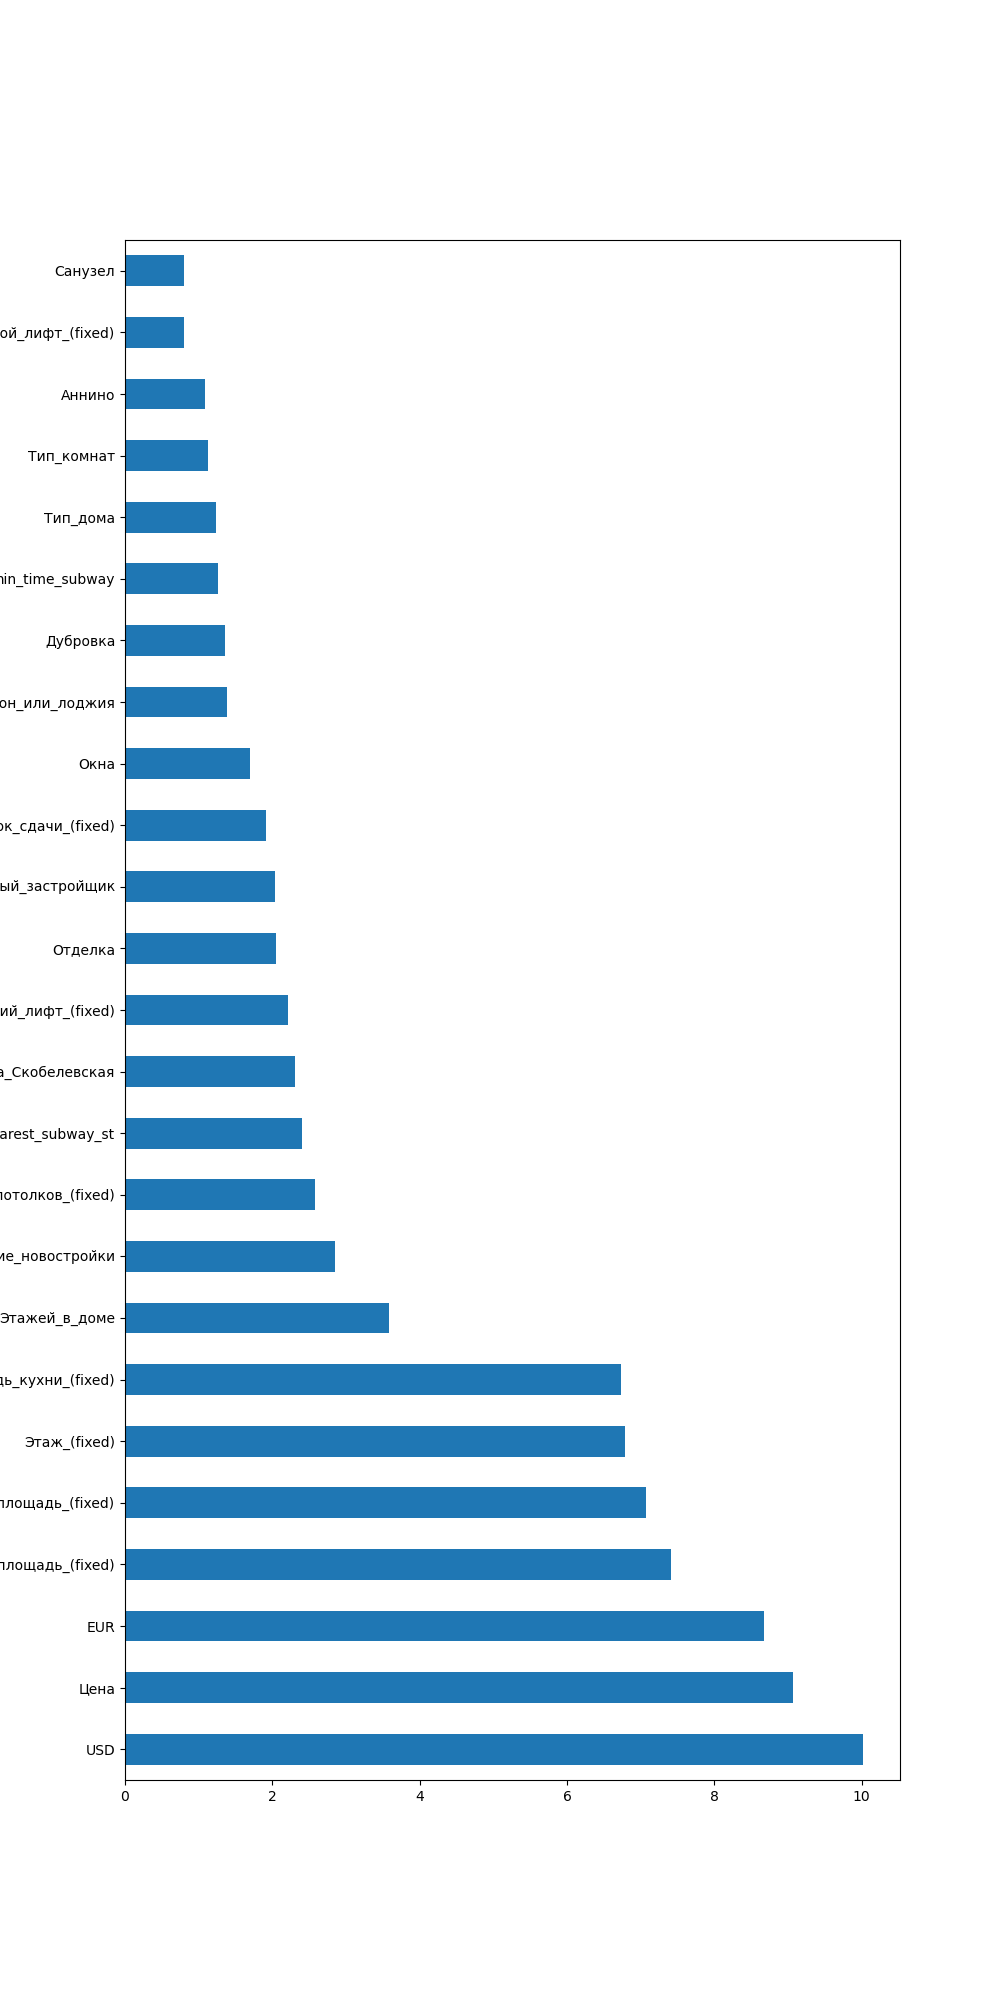 Санузел
ой_лифт_(fixed)
Аннино
Тип_комнат
Тип_дома
min_time_subway
Дубровка
он_или_лоджия
Окна
ок_сдачи_(fixed)
ый_застройщик
Отделка
ий_лифт_(fixed)
а_Скобелевская
arest_subway_st
потолков_(fixed)
ие_новостройки
Этажей_в_доме
дь_кухни_(fixed)
Этаж_(fixed)
площадь_(fixed)
площадь_(fixed)
EUR
Цена
USD
0 2 4 6 8 10